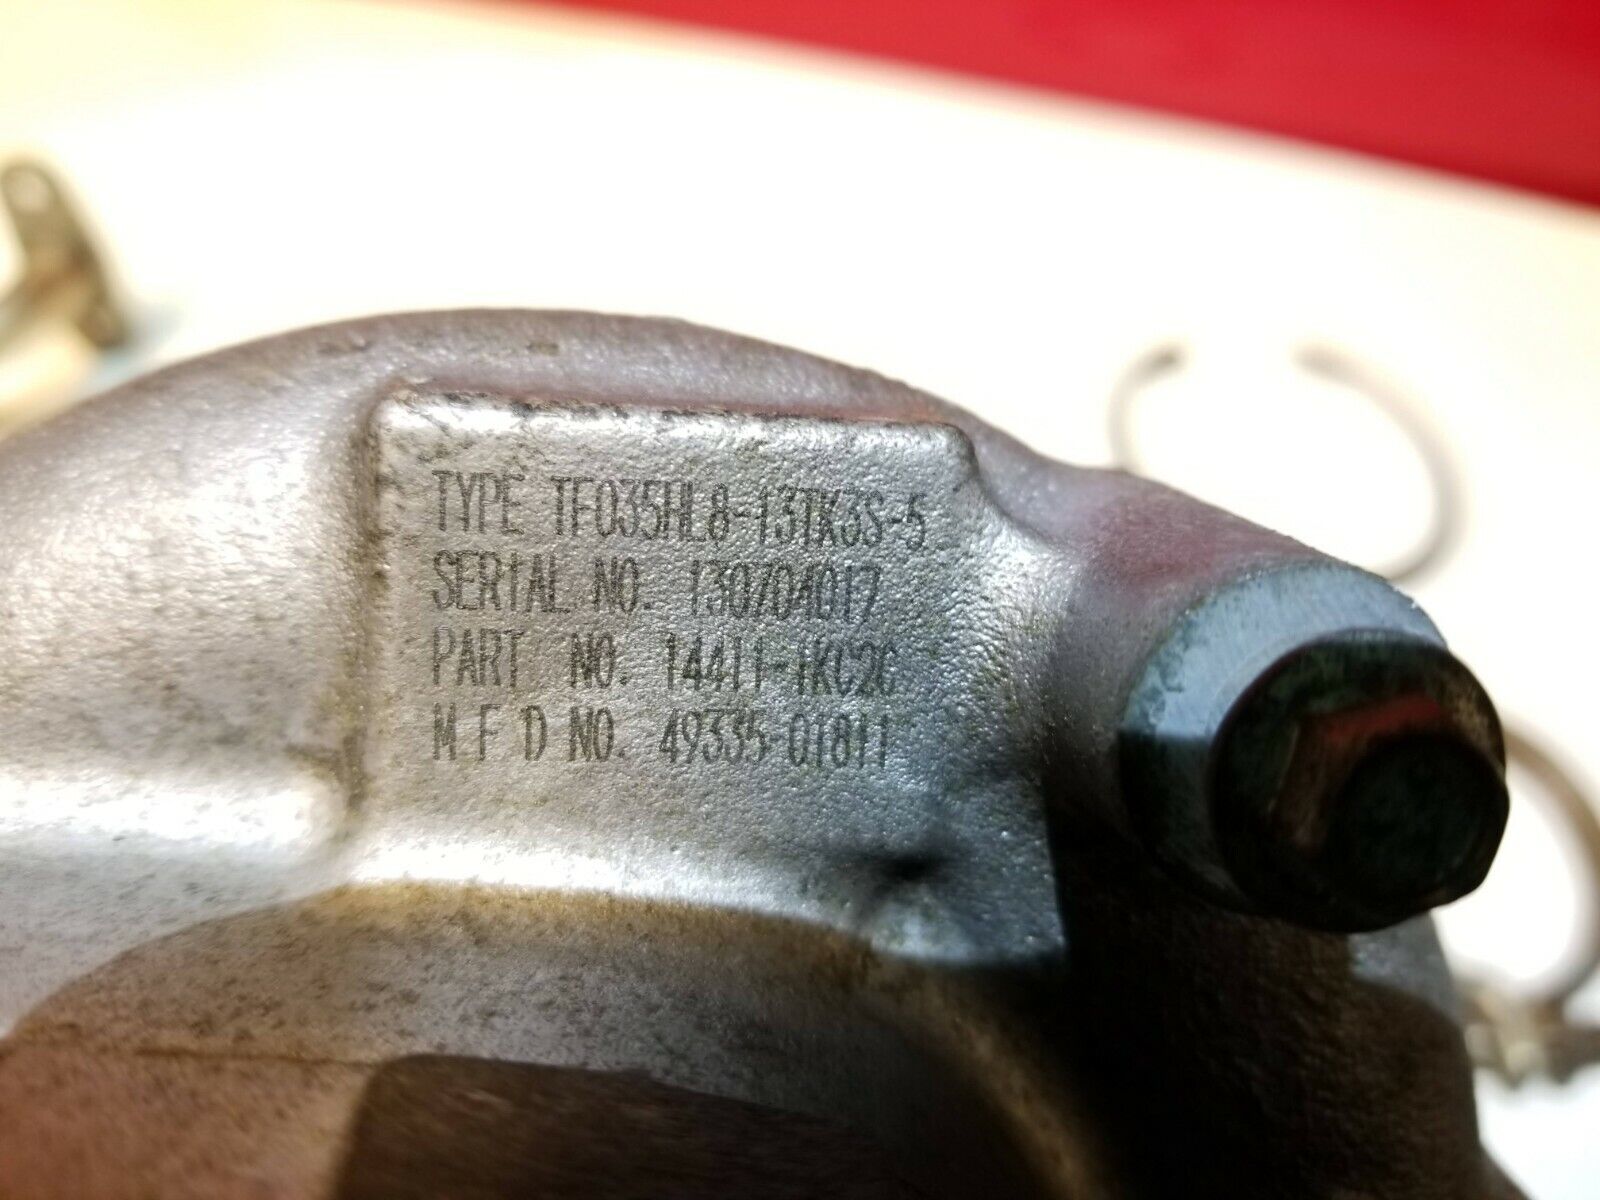 TYPE TF035HL8-13TK3S-5
SERIAL NO. 130704017
PART NO. 14411-1KC2C
M F D NO. 49335-01811